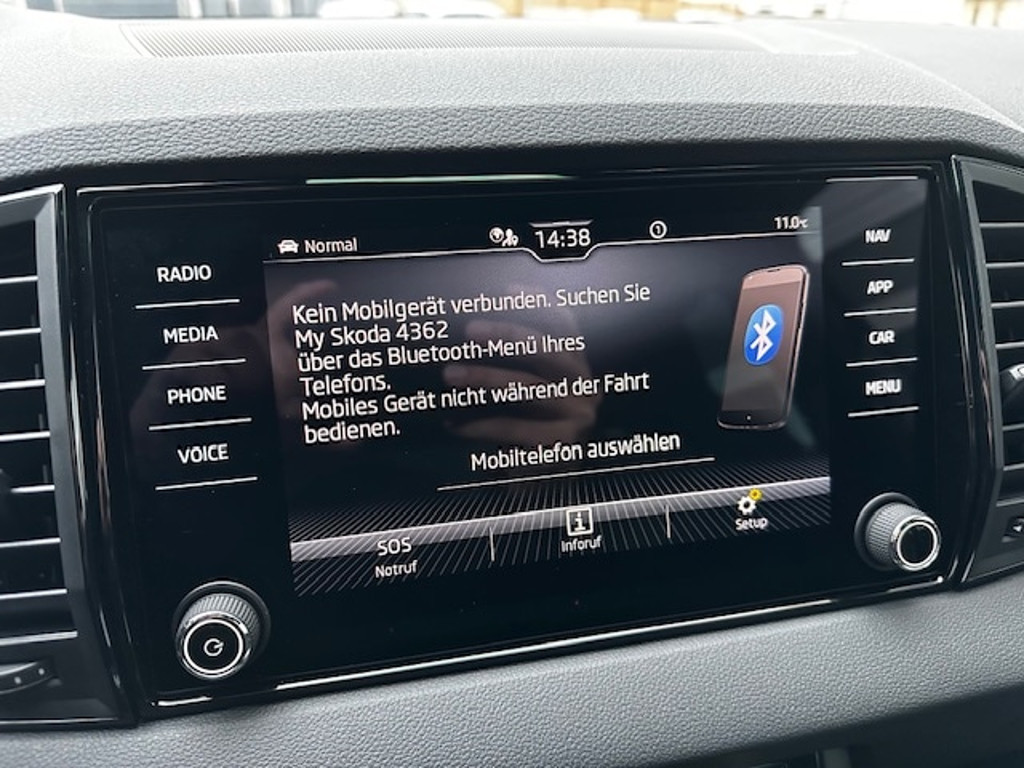 Normal
14:38
1
11.0°C
RADIO
MEDIA
PHONE
VOICE
Kein Mobilgerät verbunden. Suchen Sie
My Skoda 4362
über das Bluetooth-Menü Ihres
Telefons.
Mobiles Gerät nicht während der Fahrt
bedienen.
Mobiltelefon auswählen
SOS
Notruf
i
Inforuf
Setup
NAV
APP
CAR
MENU